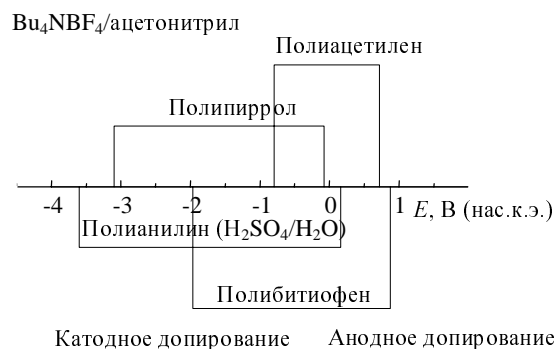 Bu₄NBF₄/ацетонитрил
Полиацетилен
Полипиррол
-4 -3 -2 -1 0 1 E, В (нас.к.э.)
Полианилин (H₂SO₄/H₂O)
Полибитиофен
Катодное допирование Анодное допирование